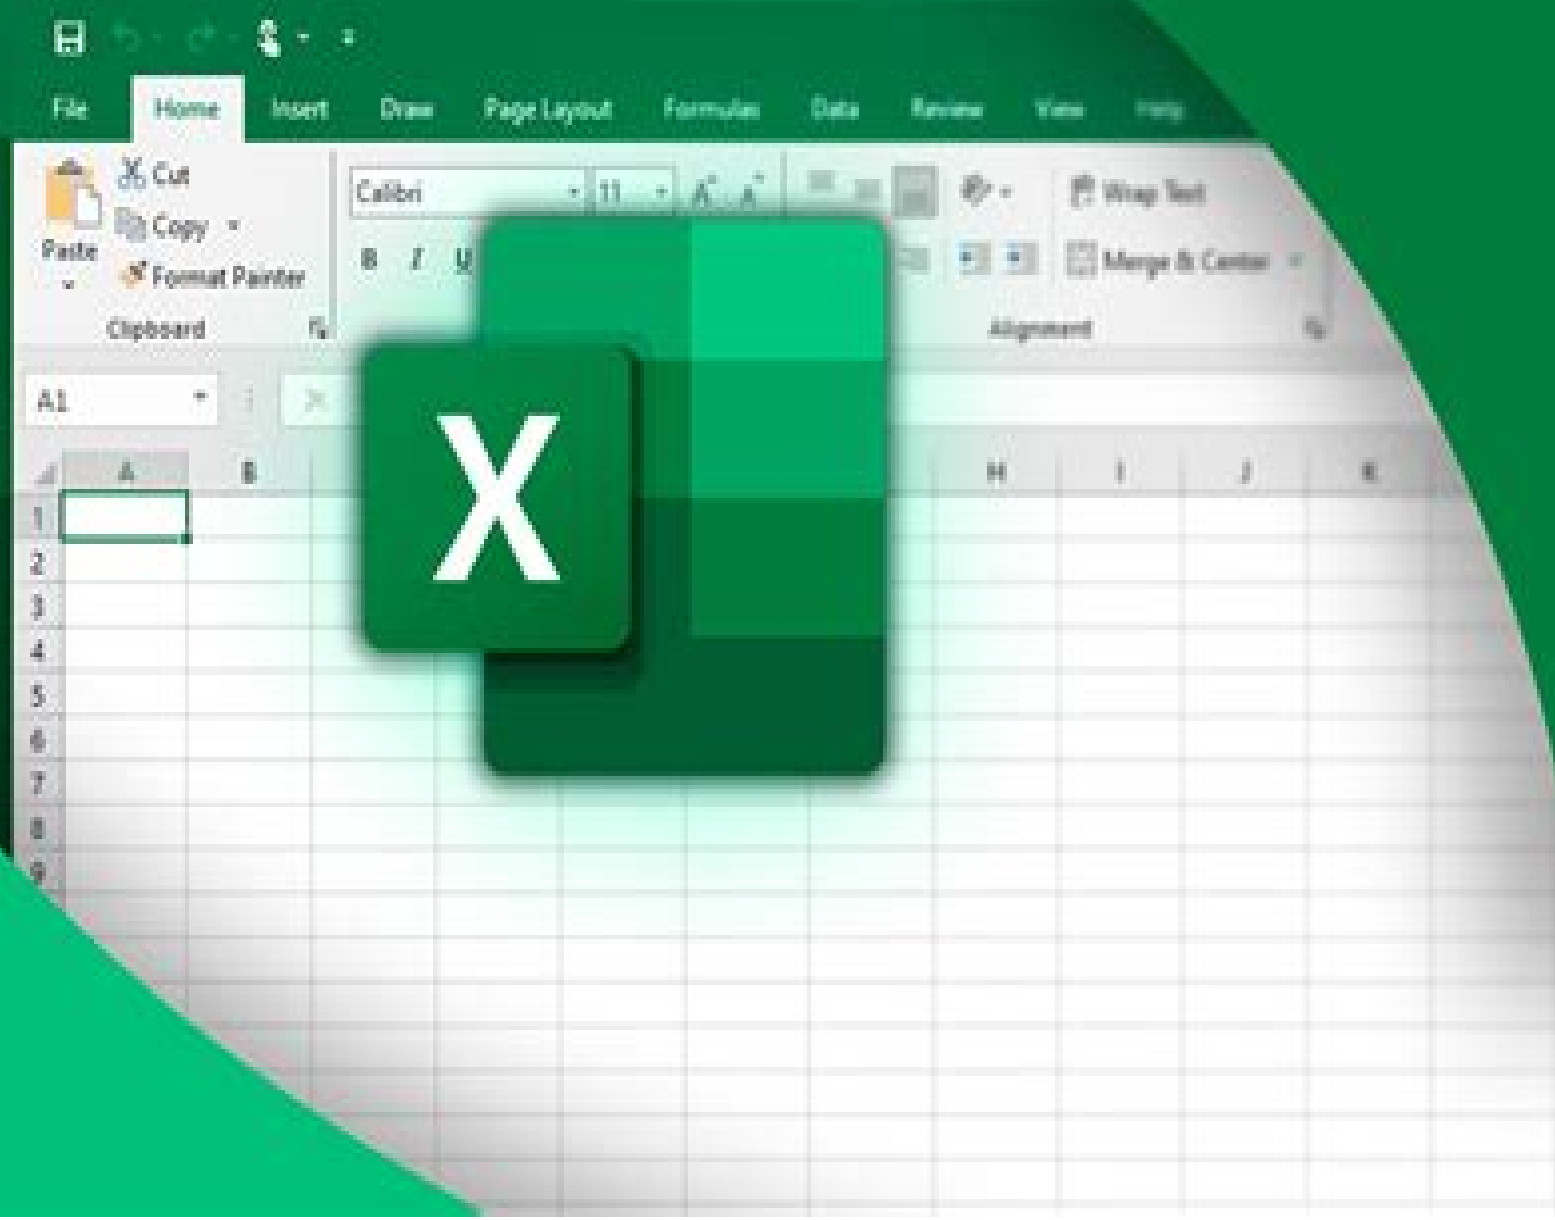 File Home Insert Draw Page Layout Formulas Data Review View Help
Cut
Calibri 11 A A
Wrap Text
Copy
Paste
B I U
Merge & Center
Format Painter
Clipboard
Alignment
A1
X
A B H I J K
1
2
3
4
5
6
7
8
9